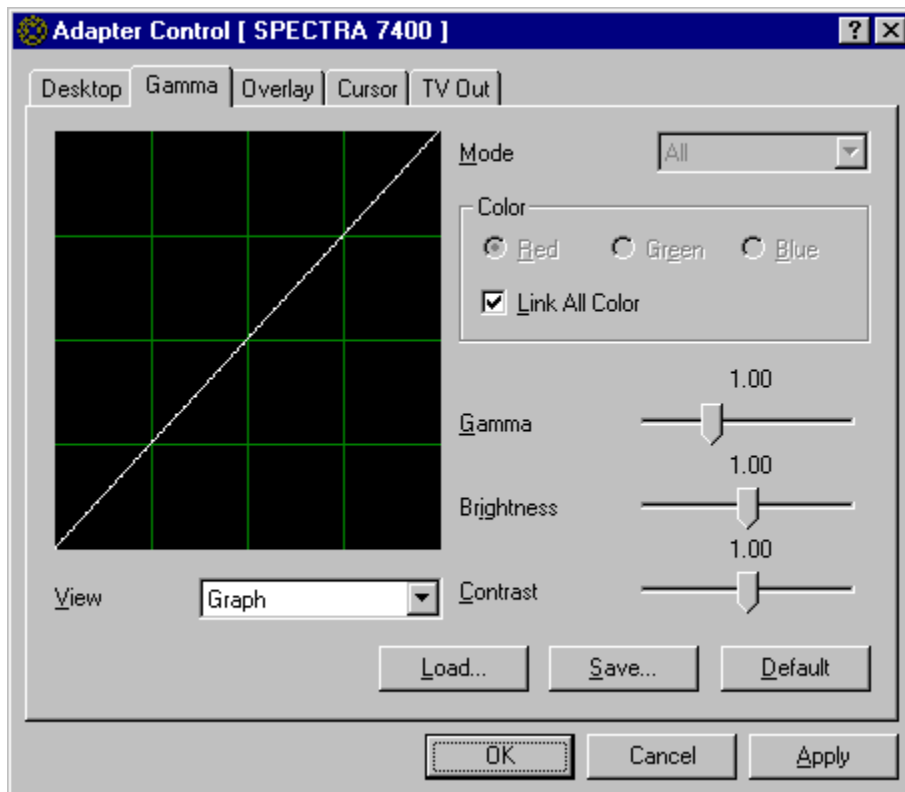 Adapter Control [ SPECTRA 7400 ]
Desktop Gamma Overlay Cursor TV Out
Mode All
Color
Red Green Blue
Link All Color
1.00
Gamma
1.00
Brightness
1.00
Contrast
View Graph
Load... Save... Default
OK Cancel Apply